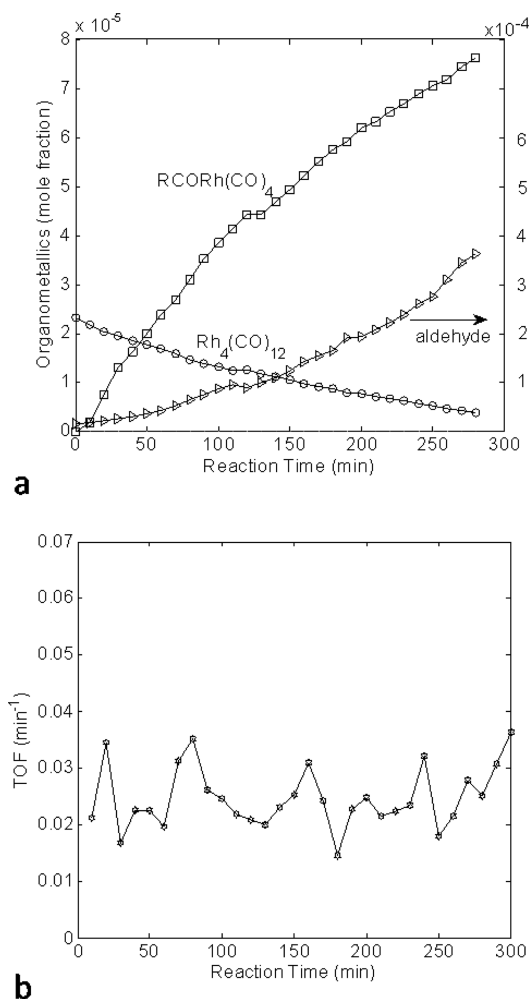 × 10⁻⁵
×10⁻⁴
8
7
6
5
4
3
2
1
0
Organometallics (mole fraction)
RCORh(CO)₄
Rh₄(CO)₁₂
aldehyde
6
5
4
3
2
1
0 50 100 150 200 250 300
Reaction Time (min)
a
0.07
0.06
0.05
0.04
0.03
0.02
0.01
0
TOF (min⁻¹)
0 50 100 150 200 250 300
Reaction Time (min)
b